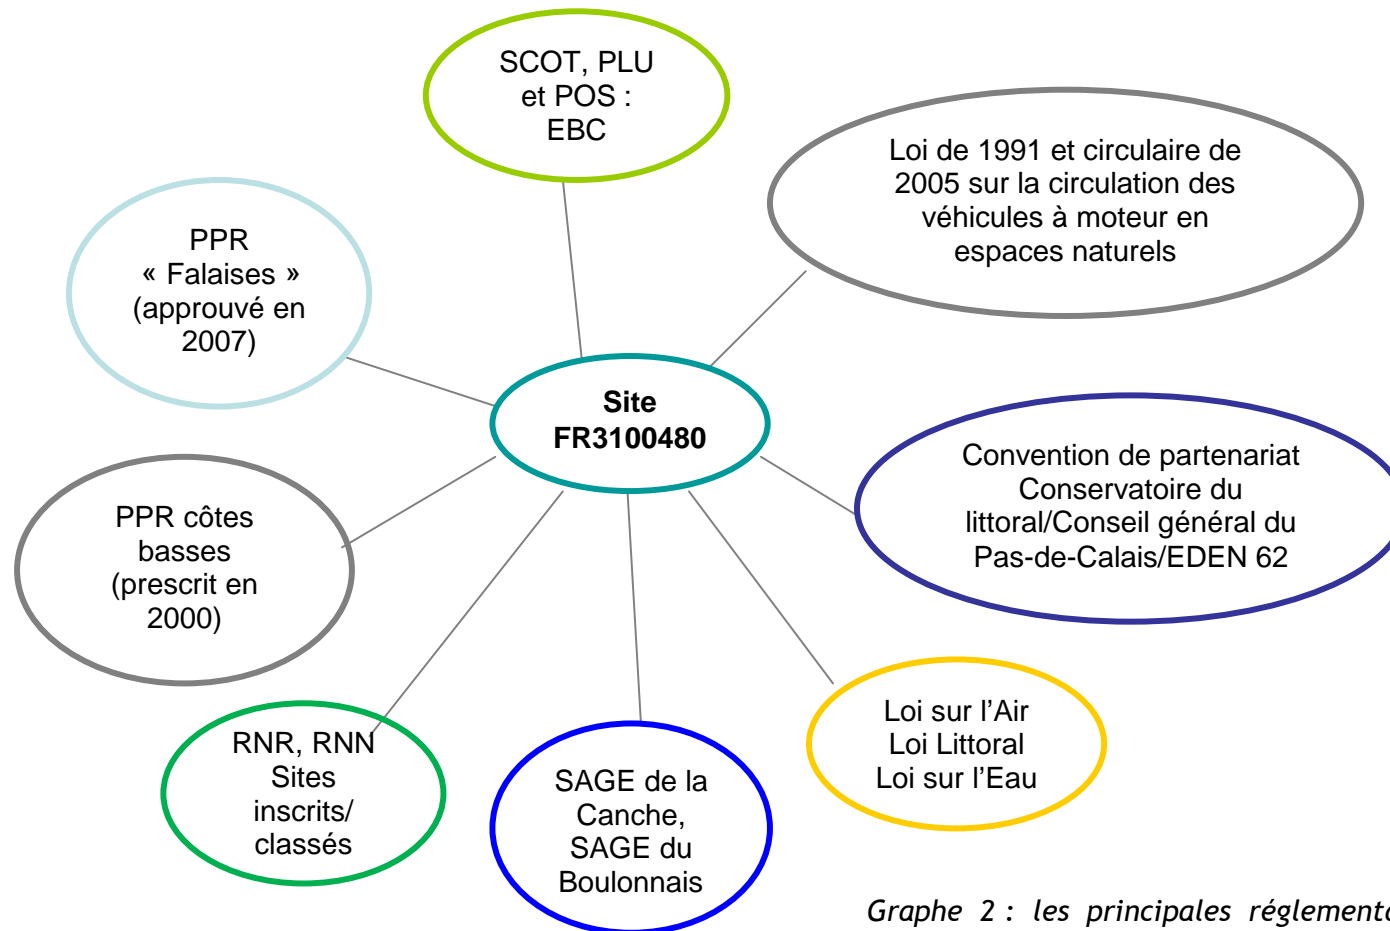 SCOT, PLU
et POS :
EBC
Loi de 1991 et circulaire de
2005 sur la circulation des
véhicules à moteur en
espaces naturels
PPR
« Falaises »
(approuvé en
2007)
Site
FR3100480
Convention de partenariat
Conservatoire du
littoral/Conseil général du
Pas-de-Calais/EDEN 62
PPR côtes
basses
(prescrit en
2000)
Loi sur l’Air
Loi Littoral
Loi sur l’Eau
RNR, RNN
Sites
inscrits/
classés
SAGE de la
Canche,
SAGE du
Boulonnais
Graphe 2 : les principales